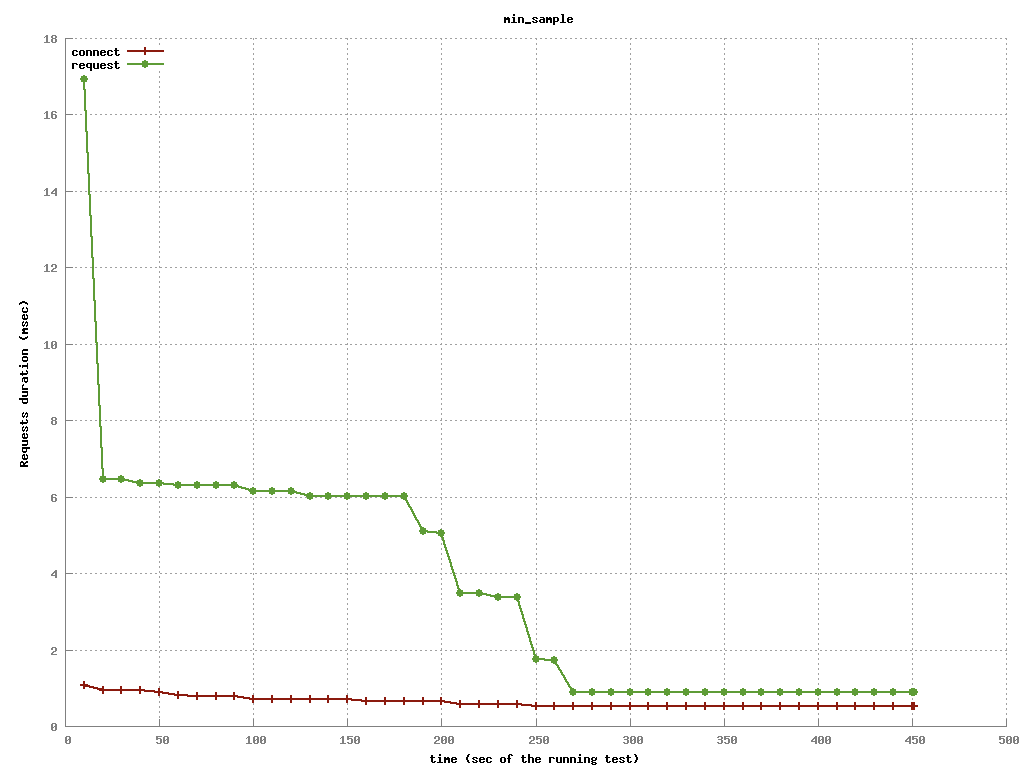 min_sample
connect
request
18
16
14
12
10
8
6
4
2
0
Requests duration (msec)
0 50 100 150 200 250 300 350 400 450 500
time (sec of the running test)